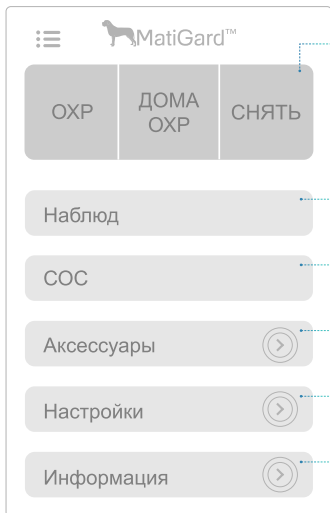 MatiGard™
ОХР
ДОМА
ОХР
СНЯТЬ
Наблюд
СОС
Аксессуары
Настройки
Информация